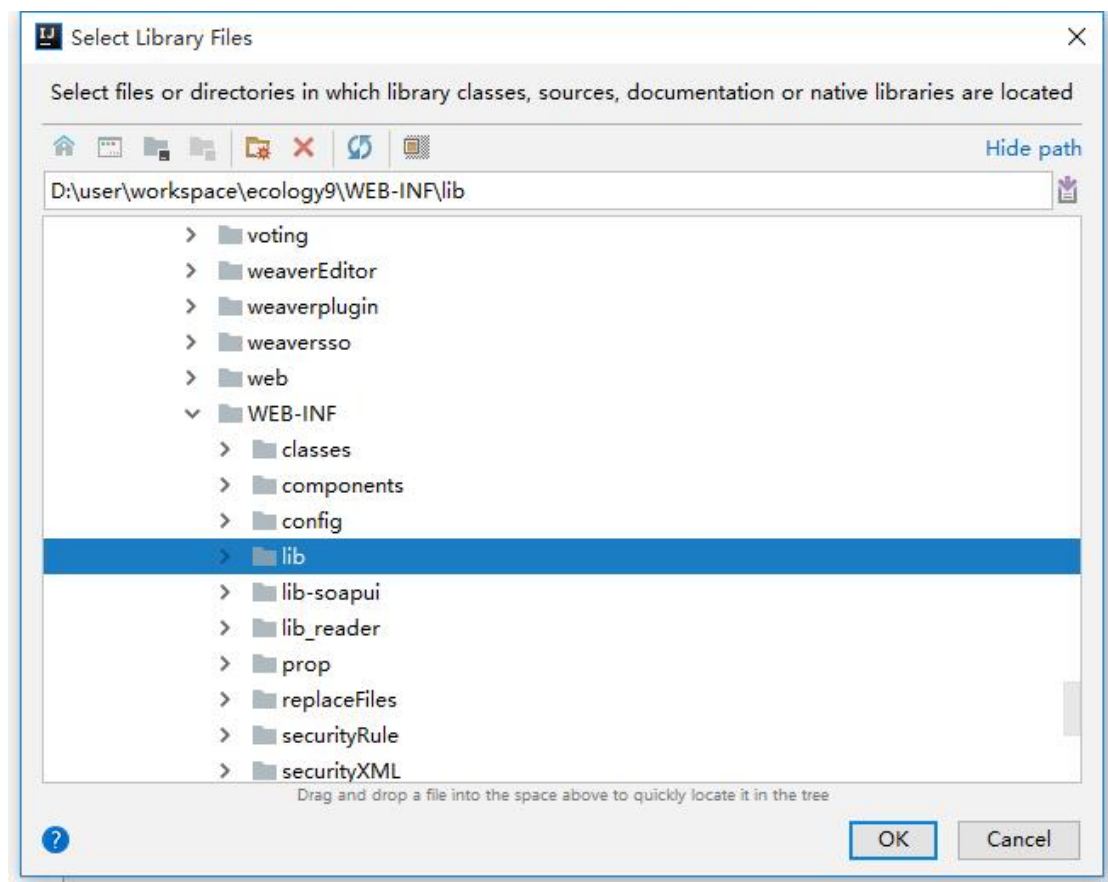 Select Library Files
Select files or directories in which library classes, sources, documentation or native libraries are located
Hide path
D:\user\workspace\ecology9\WEB-INF\lib
voting
weaverEditor
weaverplugin
weaversso
web
WEB-INF
classes
components
config
lib
lib-soapui
lib_reader
prop
replaceFiles
securityRule
securityXML
Drag and drop a file into the space above to quickly locate it in the tree
?
OK Cancel